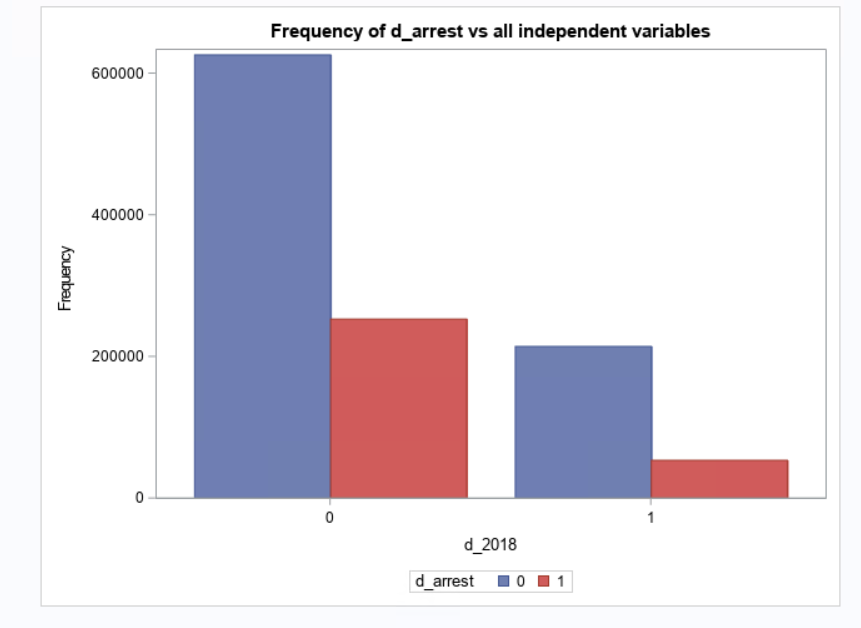 Frequency of d_arrest vs all independent variables
600000
400000
200000
0
Frequency
0 1
d_2018
d_arrest 0 1